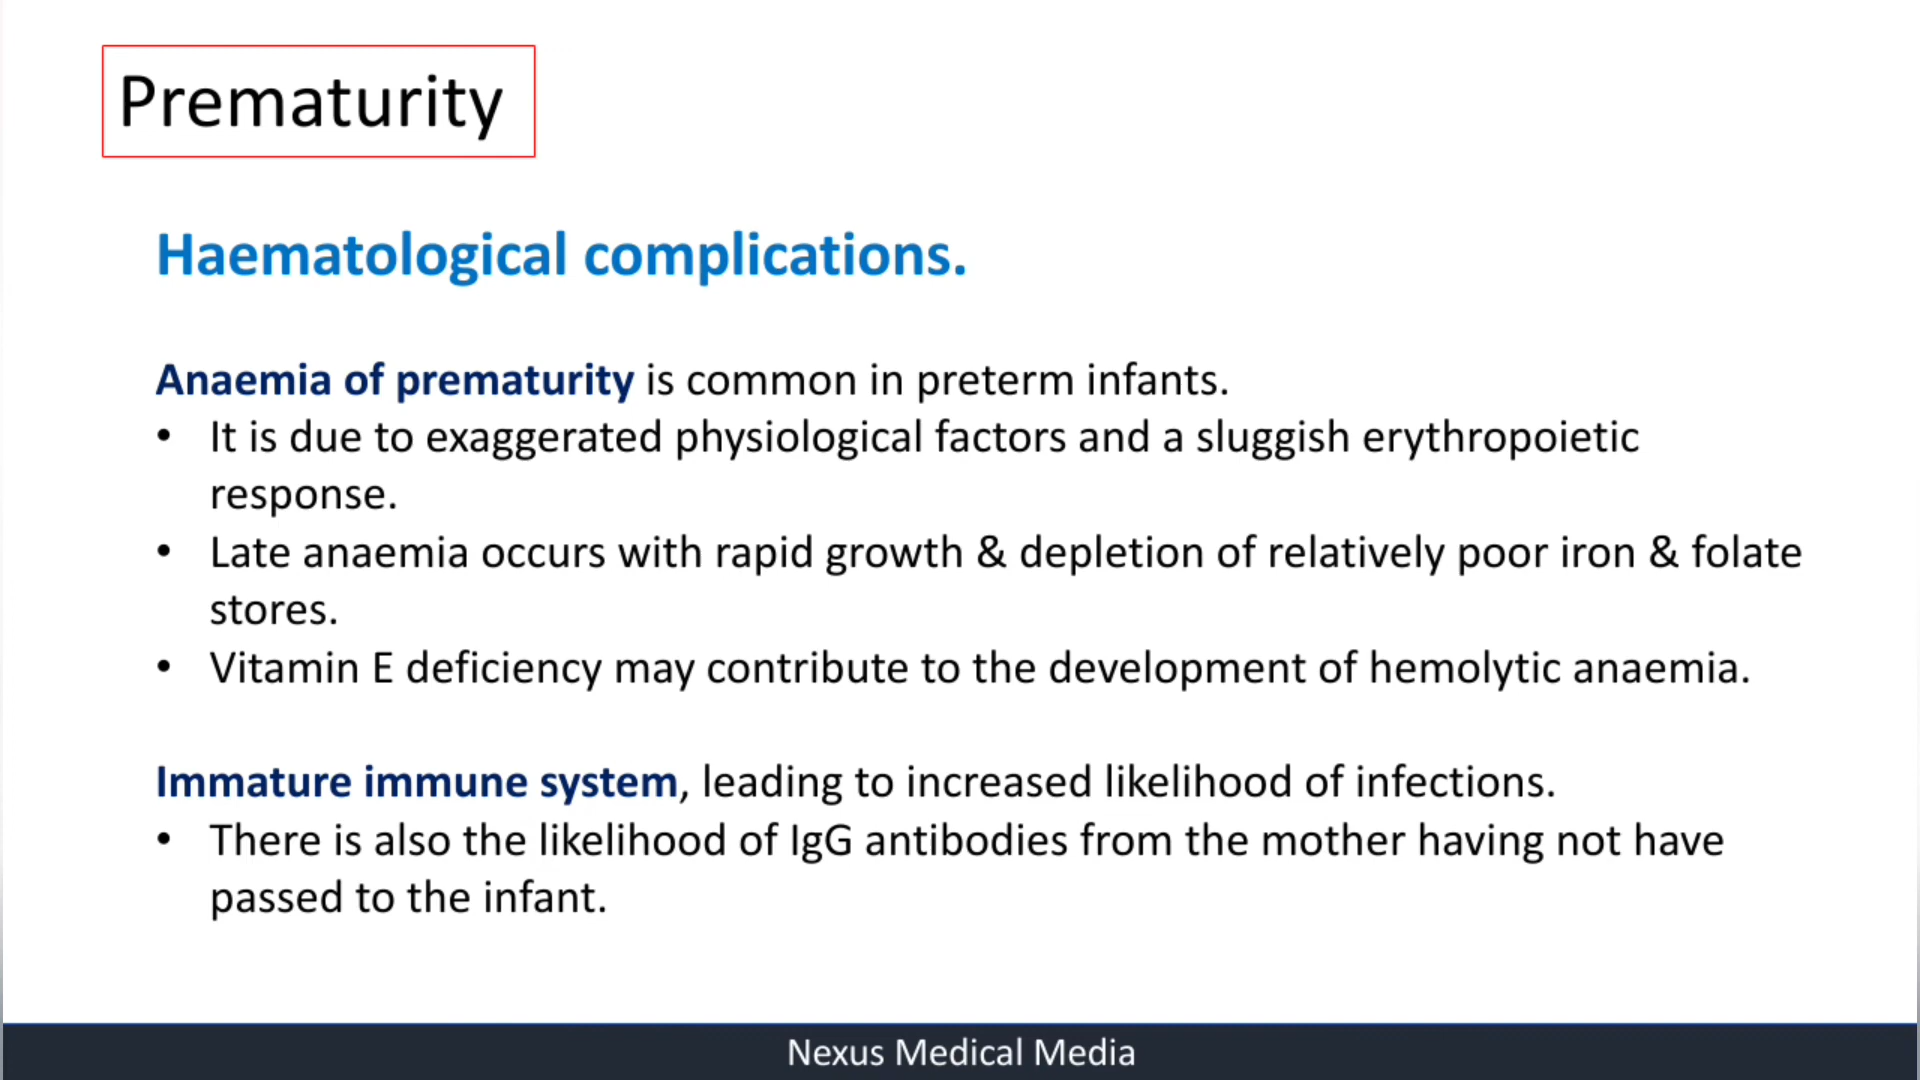 Prematurity
Haematological complications.
Anaemia of prematurity is common in preterm infants.
• It is due to exaggerated physiological factors and a sluggish erythropoietic
response.
• Late anaemia occurs with rapid growth & depletion of relatively poor iron & folate
stores.
• Vitamin E deficiency may contribute to the development of hemolytic anaemia.
Immature immune system, leading to increased likelihood of infections.
• There is also the likelihood of IgG antibodies from the mother having not have
passed to the infant.
Nexus Medical Media